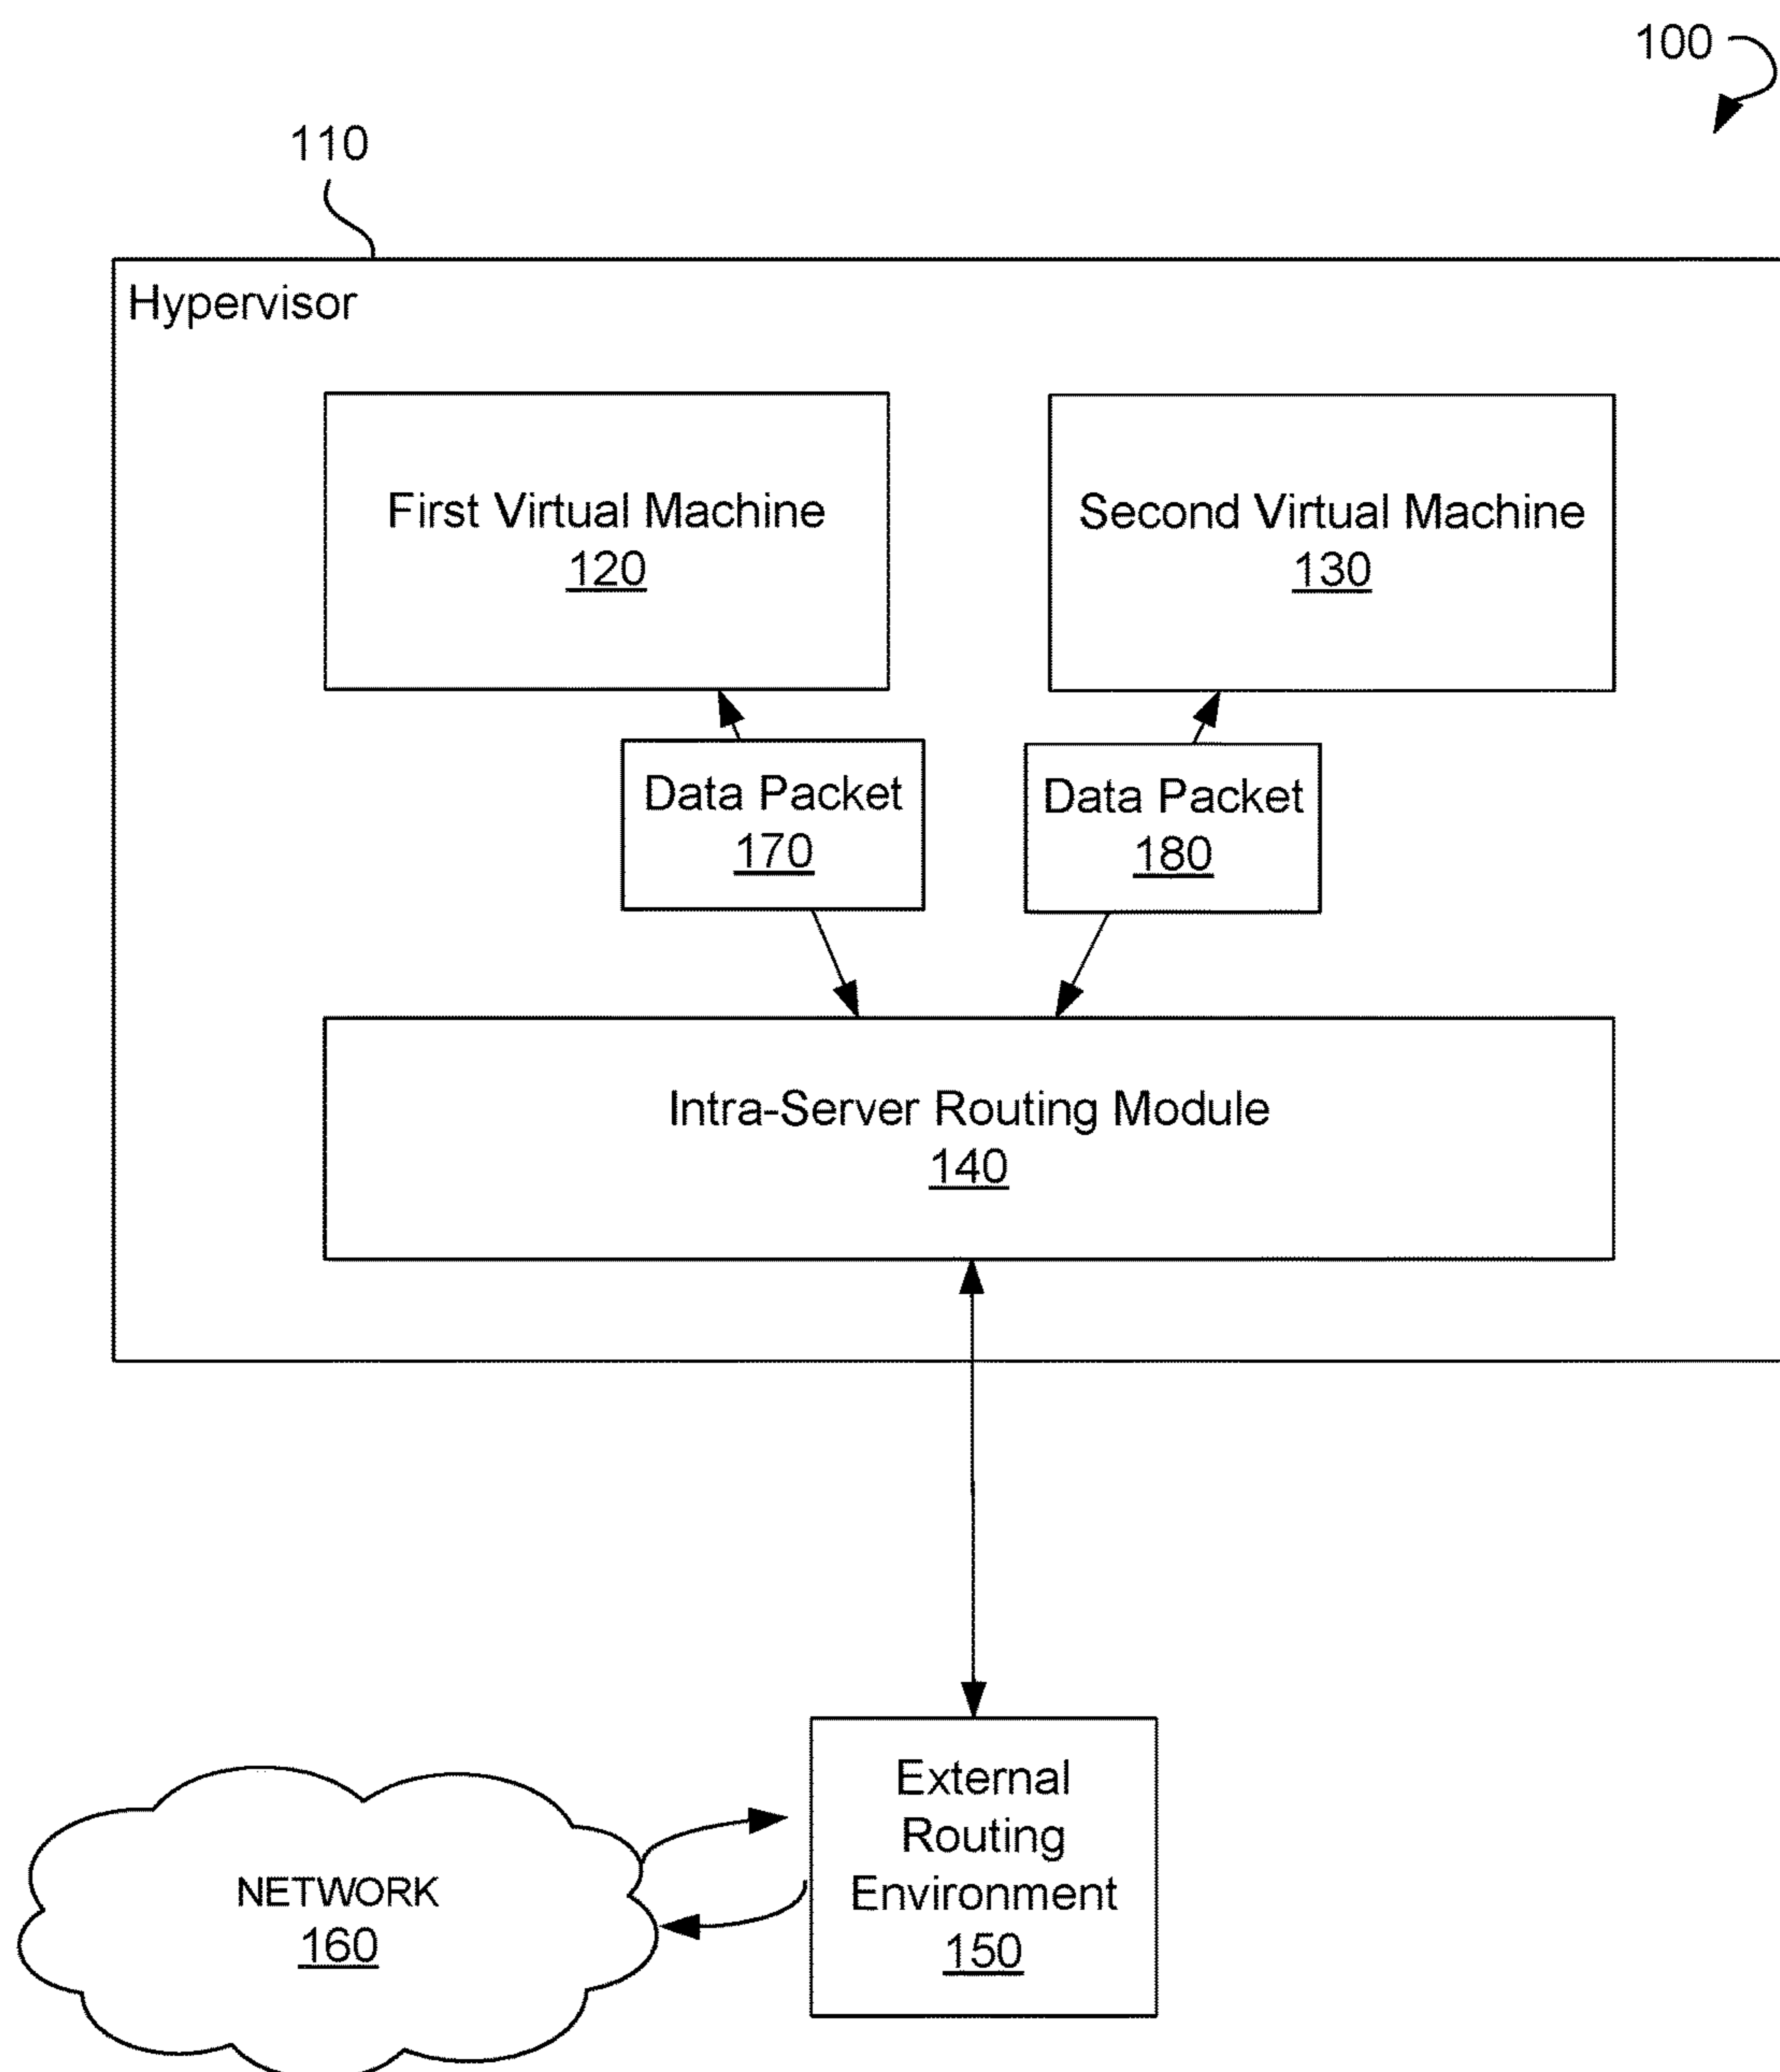 100
110
Hypervisor
First Virtual Machine
120
Second Virtual Machine
130
Data Packet
170
Data Packet
180
Intra-Server Routing Module
140
External
Routing
Environment
150
NETWORK
160